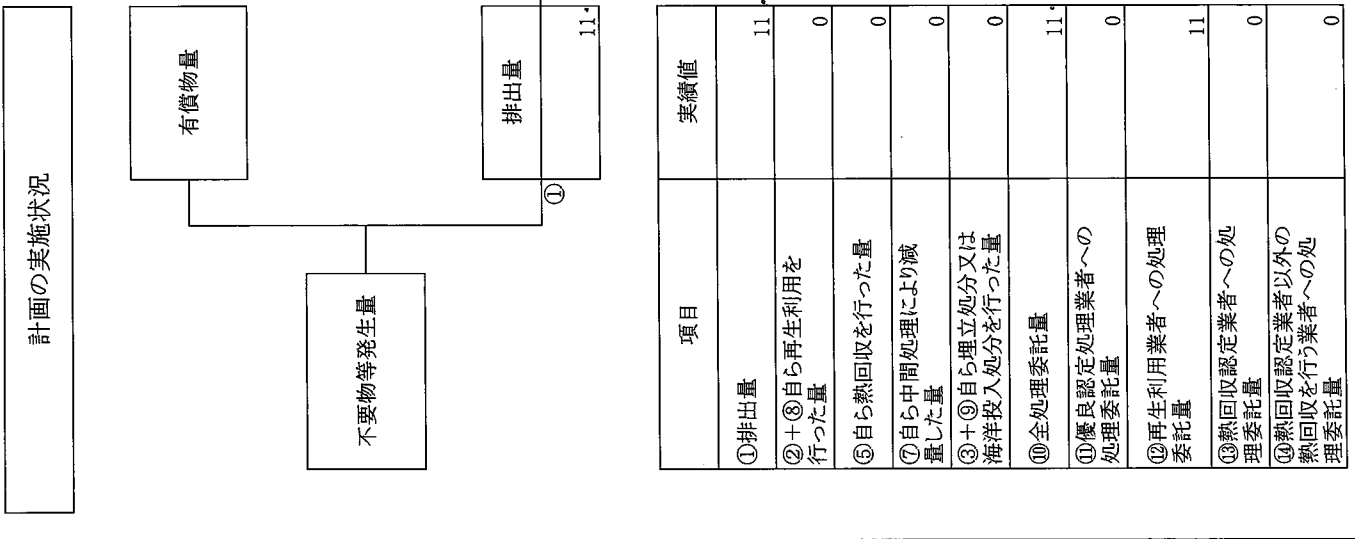 計画の実施状況
有償物量
不要物等発生量
①
排出量
11
項目
実績値
①排出量
11
②+⑧自ら再生利用を
行った量
0
⑤自ら熱回収を行った量
0
⑦自ら中間処理により減
量した量
0
③+⑨自ら埋立処分又は
海洋投入処分を行った量
0
⑩全処理委託量
11
⑪優良認定処理業者への
処理委託量
0
⑫再生利用業者への処理
委託量
11
⑬熱回収認定業者への処
理委託量
0
⑭熱回収認定業者以外の
熱回収を行う業者への処
理委託量
0